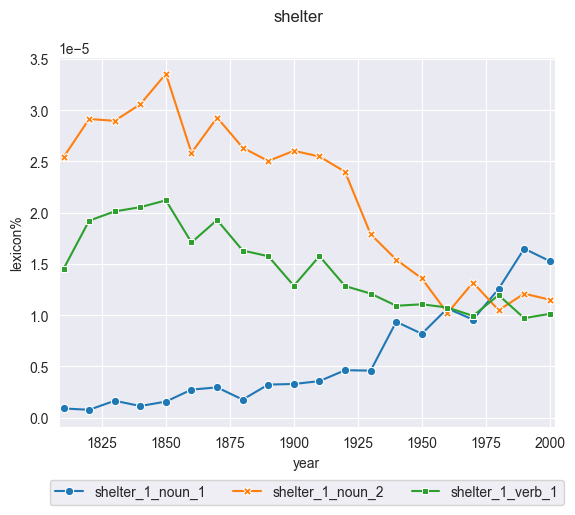 shelter
1e−5
3.5
3.0
2.5
2.0
1.5
1.0
0.5
0.0
lexicon%
1825 1850 1875 1900 1925 1950 1975 2000
year
shelter_1_noun_1 shelter_1_noun_2 shelter_1_verb_1